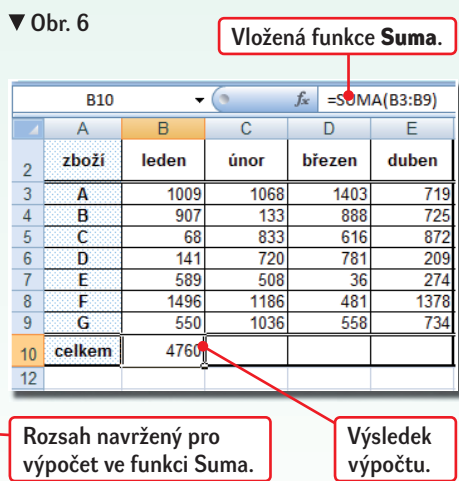 ▼ Obr. 6
Vložená funkce Suma.
B10 fx =SUMA(B3:B9)
A B C D E
2 zboží leden únor březen duben
3 A 1009 1068 1403 719
4 B 907 133 888 725
5 C 68 833 616 872
6 D 141 720 781 209
7 E 589 508 36 274
8 F 1496 1186 481 1378
9 G 550 1036 558 734
10 celkem 4760
12
Rozsah navržený pro
výpočet ve funkci Suma.
Výsledek
výpočtu.